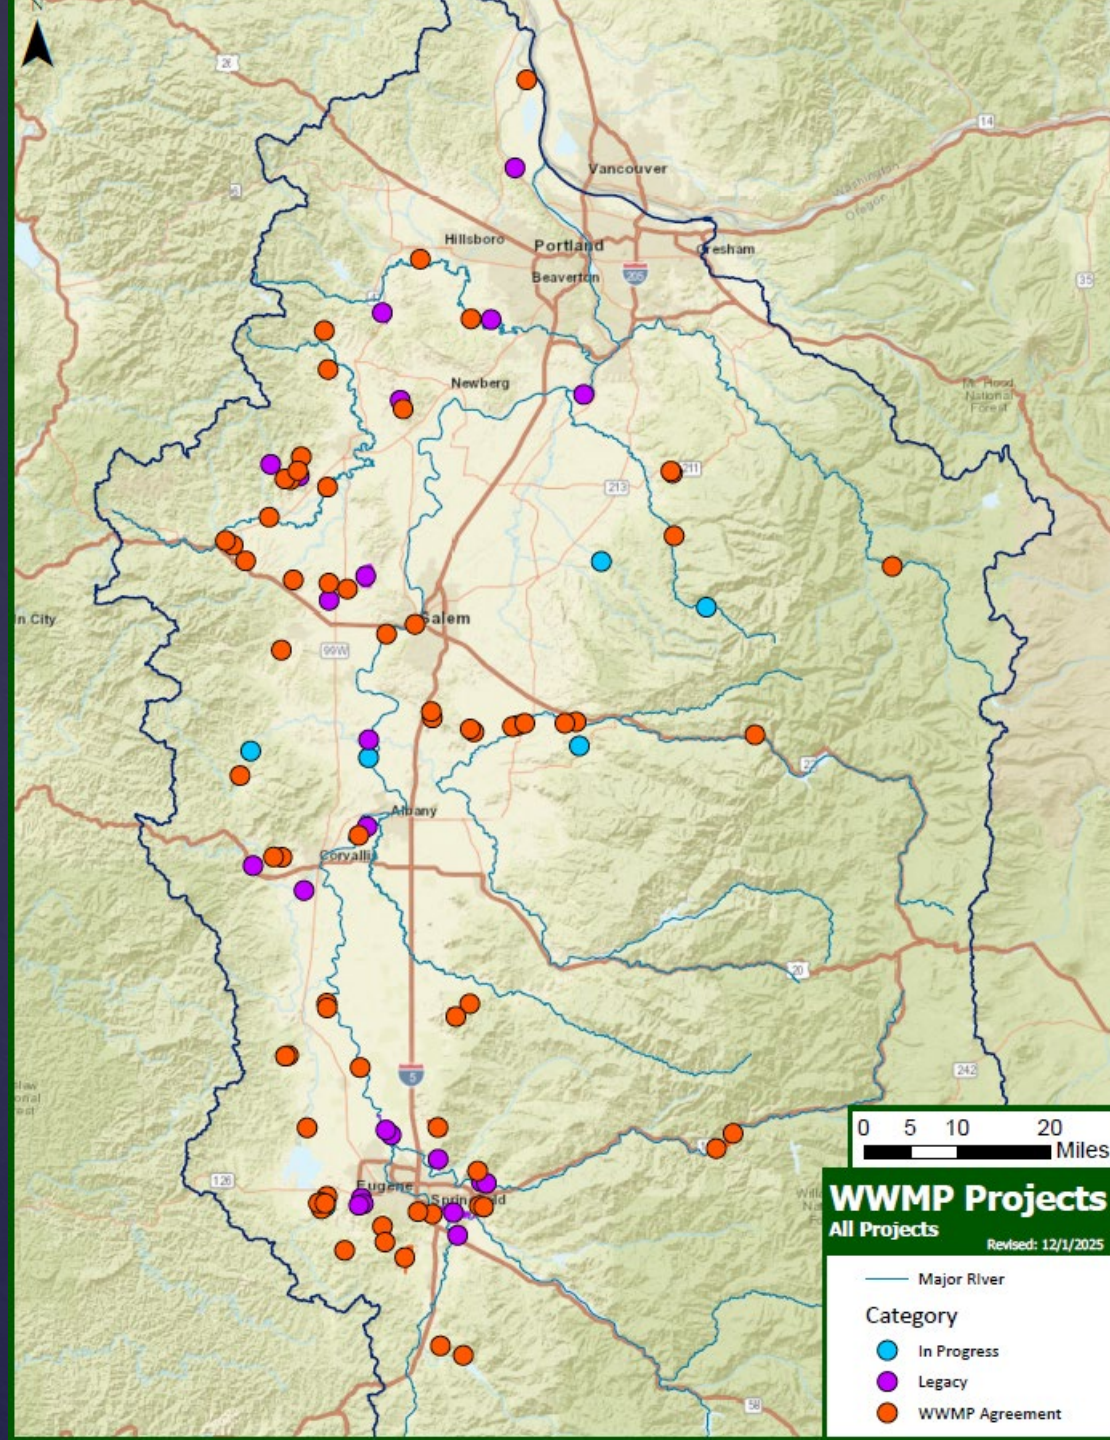 N
26
14
Vancouver
Washington
Oregon
Hillsboro
Portland
Gresham
Beaverton
205
35
Newberg
Mt. Hood
National
Forest
211
213
Salem
99W
22
Albany
Corvallis
20
5
242
126
Eugene
Springfield
58
0 5 10 20
Miles
WWMP Projects
All Projects
Revised: 12/1/2025
Major River
Category
In Progress
Legacy
WWMP Agreement